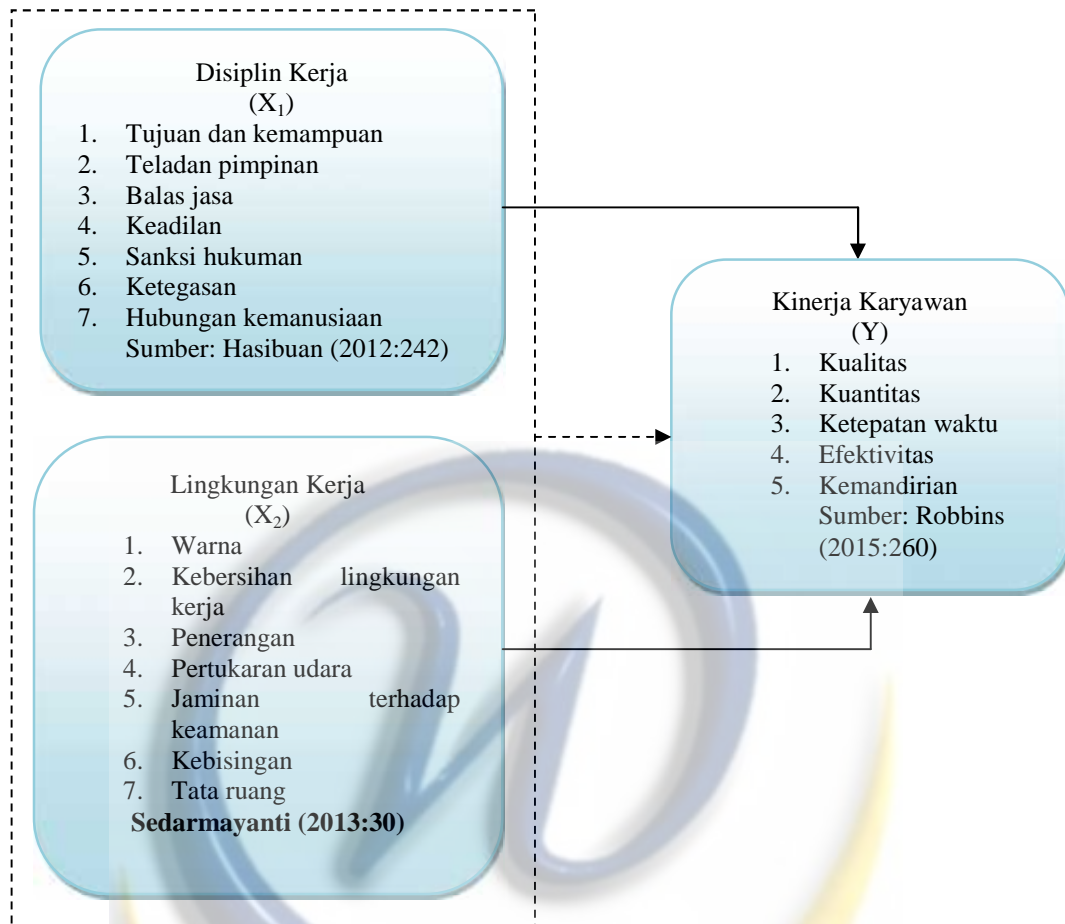 Disiplin Kerja
(X₁)
1. Tujuan dan kemampuan
2. Teladan pimpinan
3. Balas jasa
4. Keadilan
5. Sanksi hukuman
6. Ketegasan
7. Hubungan kemanusiaan
Sumber: Hasibuan (2012:242)
Lingkungan Kerja
(X₂)
1. Warna
2. Kebersihan lingkungan
kerja
3. Penerangan
4. Pertukaran udara
5. Jaminan terhadap
keamanan
6. Kebisingan
7. Tata ruang
Sedarmayanti (2013:30)
Kinerja Karyawan
(Y)
1. Kualitas
2. Kuantitas
3. Ketepatan waktu
4. Efektivitas
5. Kemandirian
Sumber: Robbins
(2015:260)